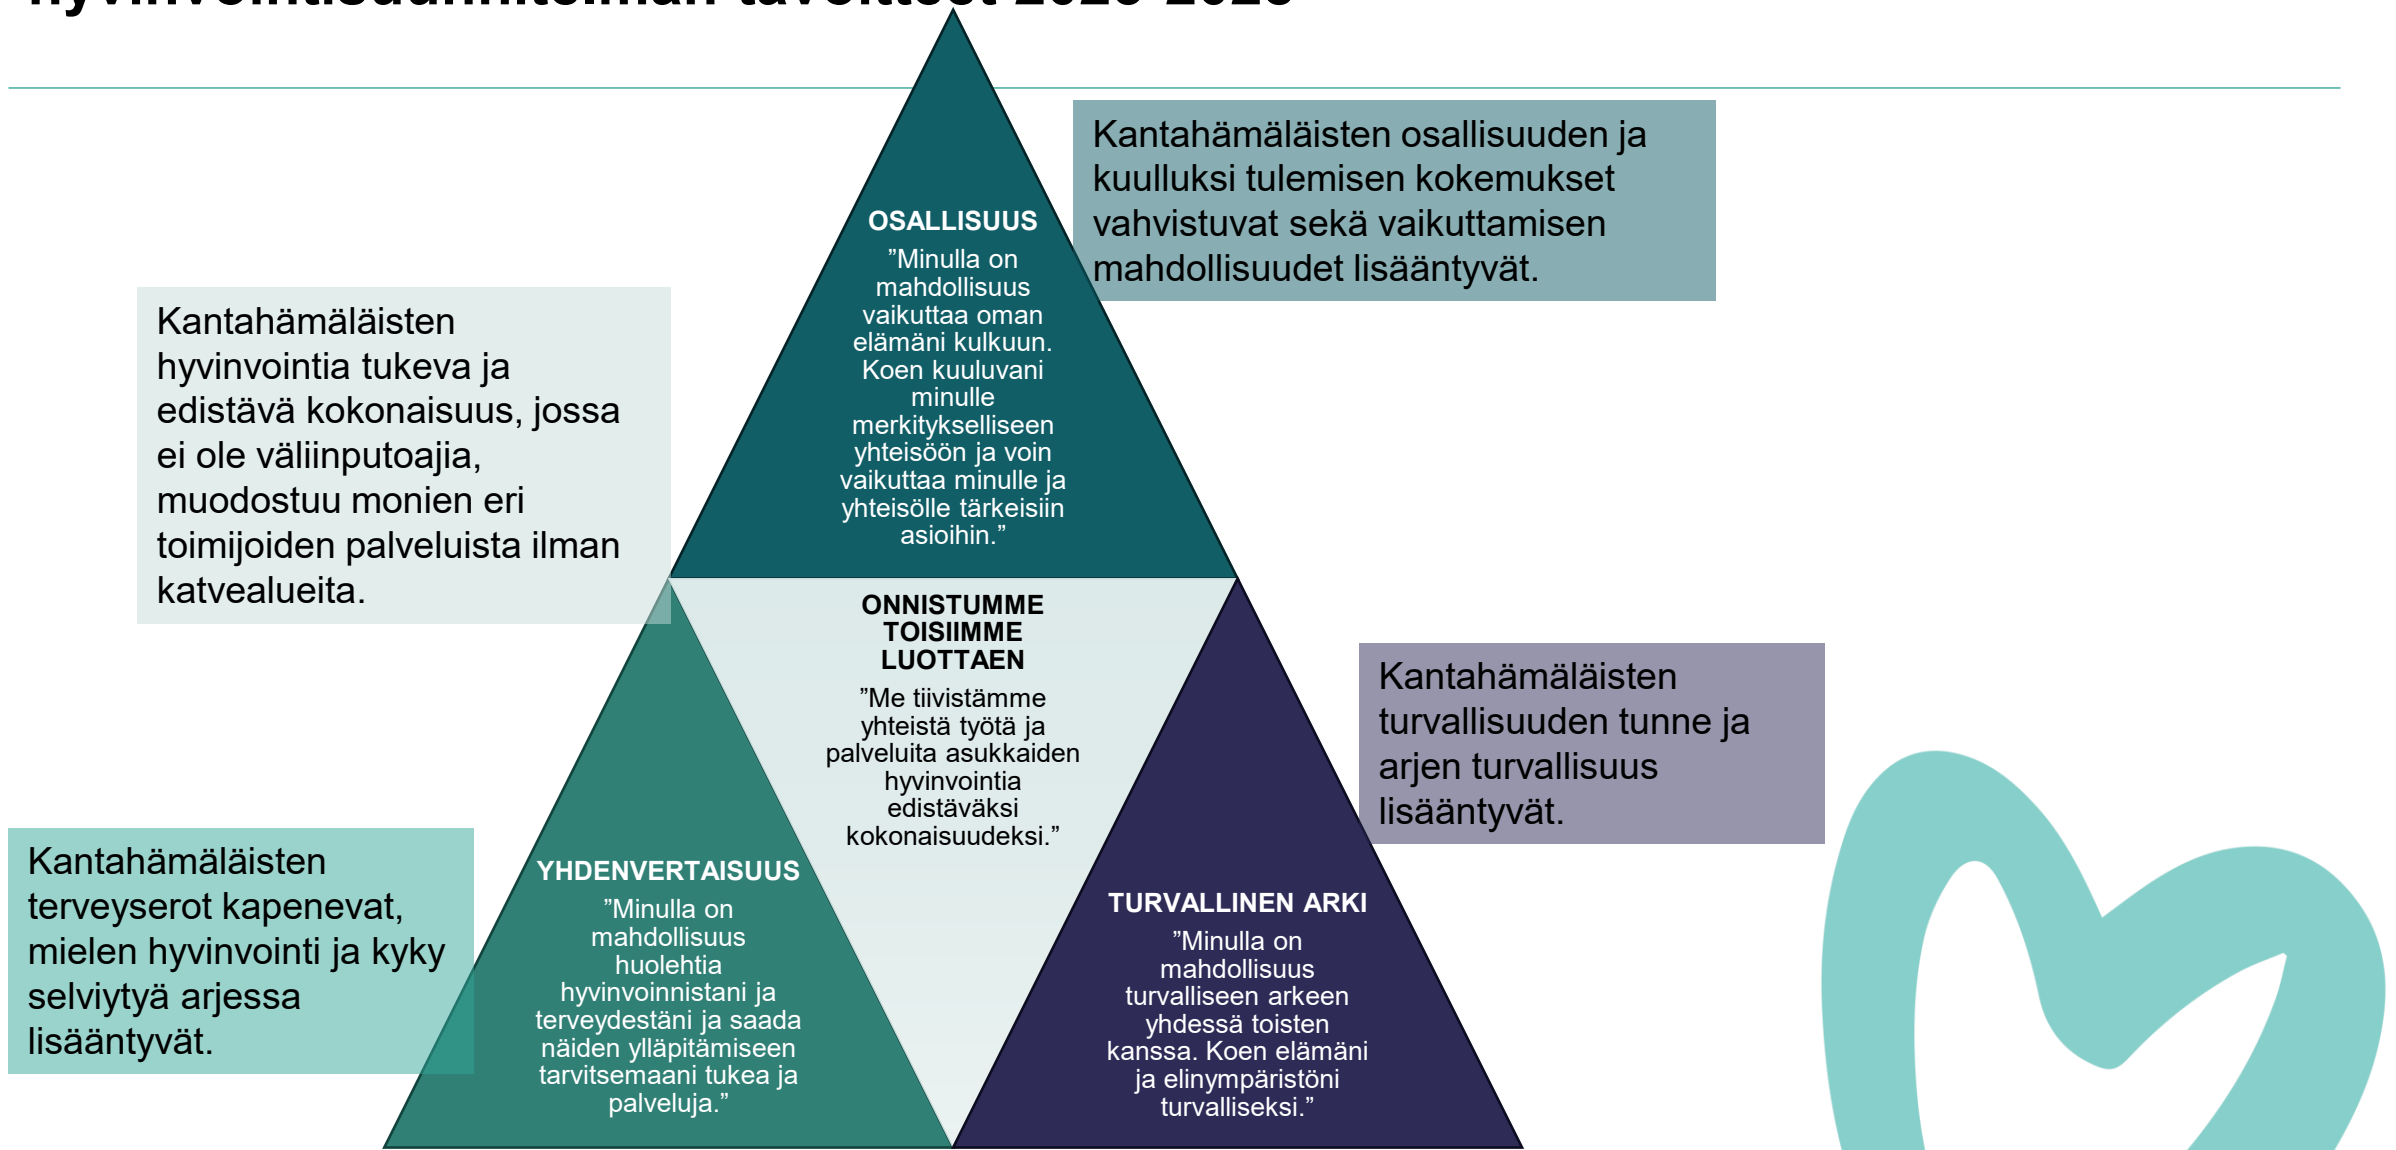 hyvinvointisuunnitelman tavoitteet
Kantahämäläisten osallisuuden ja
kuulluksi tulemisen kokemukset
vahvistuvat sekä vaikuttamisen
mahdollisuudet lisääntyvät.
OSALLISUUS
”Minulla on
mahdollisuus
vaikuttaa oman
elämäni kulkuun.
Koen kuuluvani
minulle
merkitykselliseen
yhteisöön ja voin
vaikuttaa minulle ja
yhteisölle tärkeisiin
asioihin.”
Kantahämäläisten
hyvinvointia tukeva ja
edistävä kokonaisuus, jossa
ei ole väliinputoajia,
muodostuu monien eri
toimijoiden palveluista ilman
katvealueita.
ONNISTUMME
TOISIIMME
LUOTTAEN
”Me tiivistämme
yhteistä työtä ja
palveluita asukkaiden
hyvinvointia
edistäväksi
kokonaisuudeksi.”
Kantahämäläisten
turvallisuuden tunne ja
arjen turvallisuus
lisääntyvät.
Kantahämäläisten
terveyserot kapenevat,
mielen hyvinvointi ja kyky
selviytyä arjessa
lisääntyvät.
YHDENVERTAISUUS
”Minulla on
mahdollisuus
huolehtia
hyvinvoinnistani ja
terveydestäni ja saada
näiden ylläpitämiseen
tarvitsemaani tukea ja
palveluja.”
TURVALLINEN ARKI
”Minulla on
mahdollisuus
turvalliseen arkeen
yhdessä toisten
kanssa. Koen elämäni
ja elinympäristöni
turvalliseksi.”